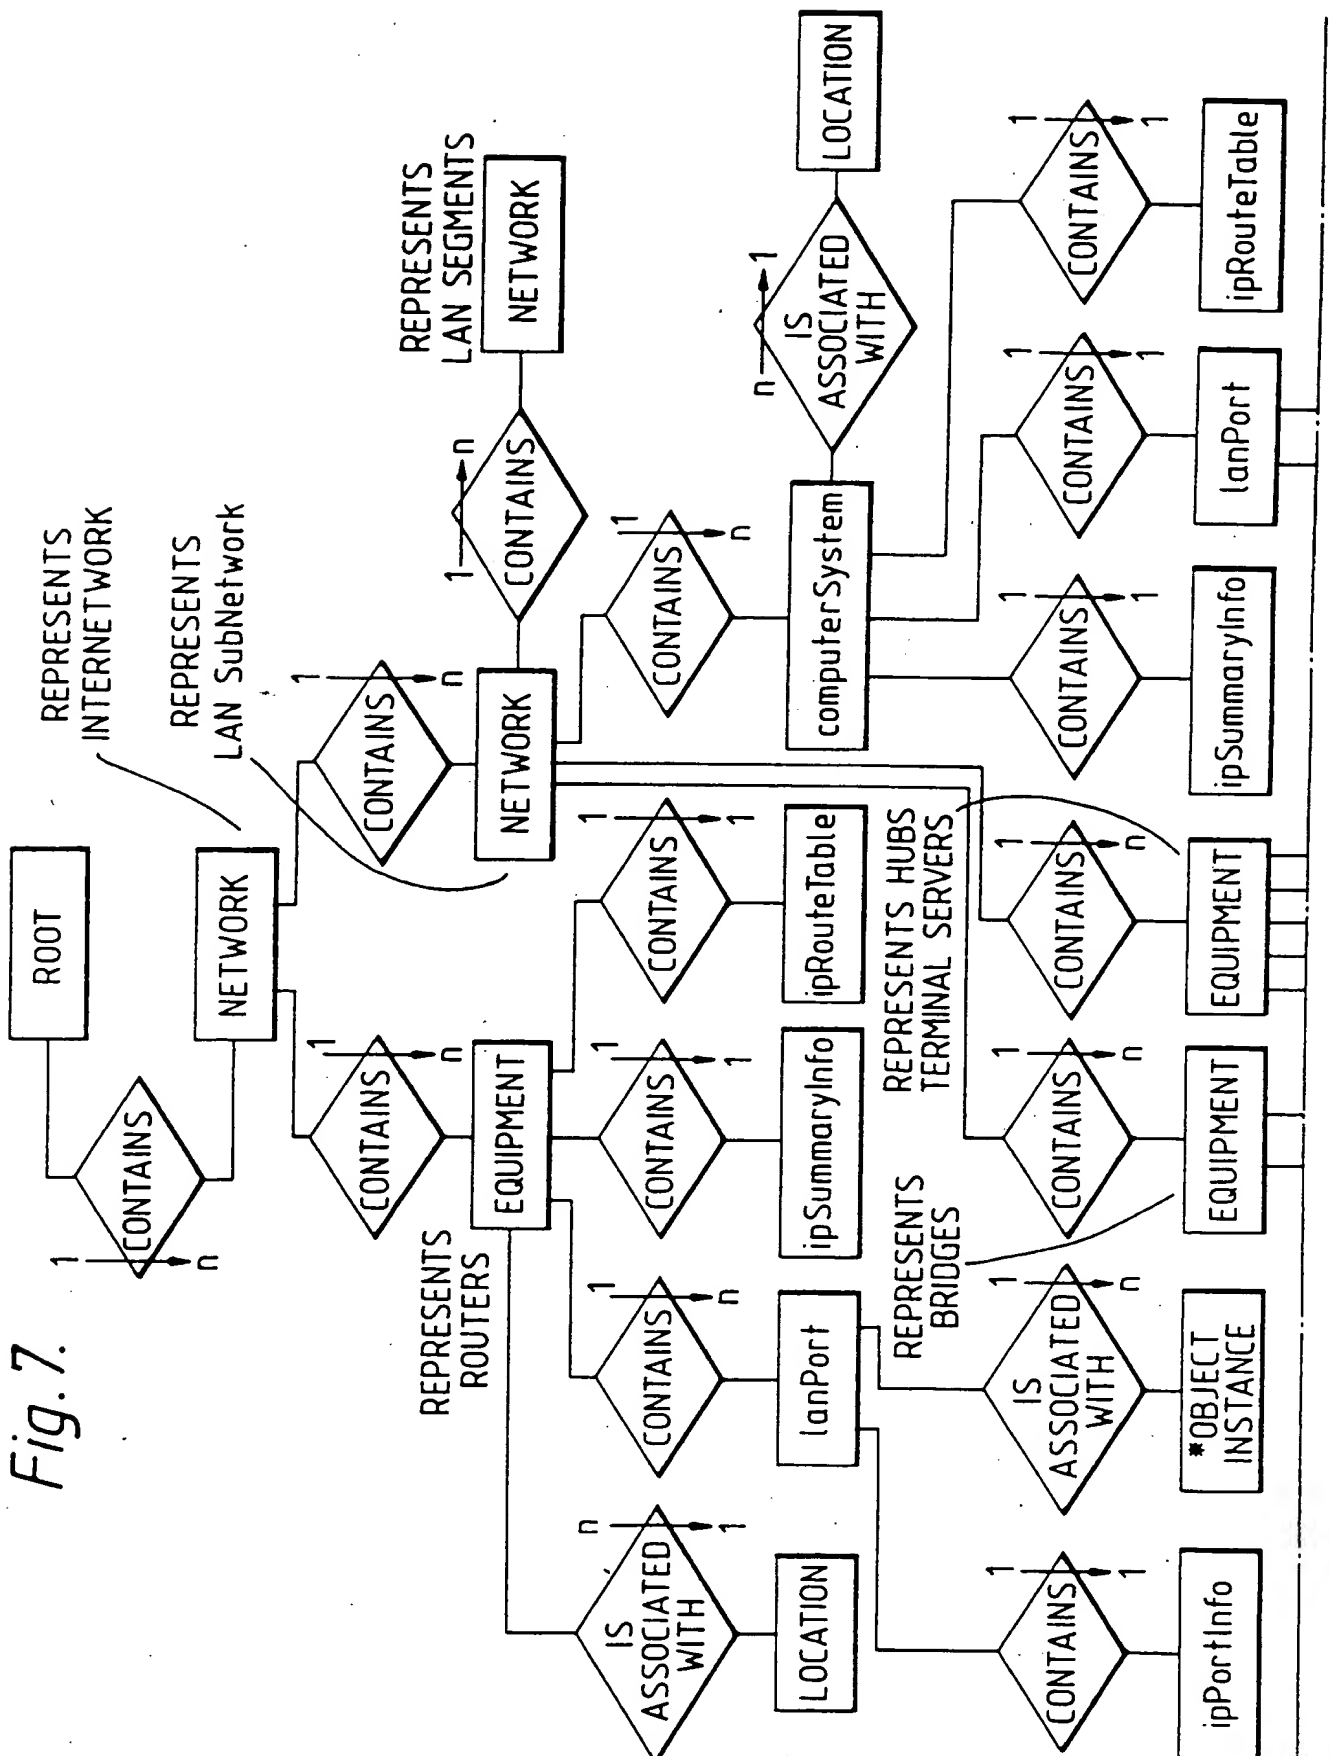 Fig. 7.
ROOT
1
CONTAINS
n
NETWORK
REPRESENTS
INTERNETWORK
REPRESENTS
LAN SubNetwork
1
CONTAINS
n
1
CONTAINS
n
REPRESENTS
ROUTERS
EQUIPMENT
NETWORK
1
n
CONTAINS
REPRESENTS
LAN SEGMENTS
NETWORK
n
1
IS
ASSOCIATED
WITH
1
CONTAINS
n
1
CONTAINS
1
1
CONTAINS
1
1
CONTAINS
n
LOCATION
lanPort
ipSummaryInfo
ipRouteTable
computerSystem
n
1
IS
ASSOCIATED
WITH
LOCATION
REPRESENTS
BRIDGES
REPRESENTS HUBS
TERMINAL SERVERS
1
CONTAINS
1
1
IS
ASSOCIATED
WITH
n
1
CONTAINS
n
1
CONTAINS
n
1
CONTAINS
1
1
CONTAINS
1
1
CONTAINS
1
ipPortInfo
*OBJECT
INSTANCE
EQUIPMENT
EQUIPMENT
ipSummaryInfo
lanPort
ipRouteTable